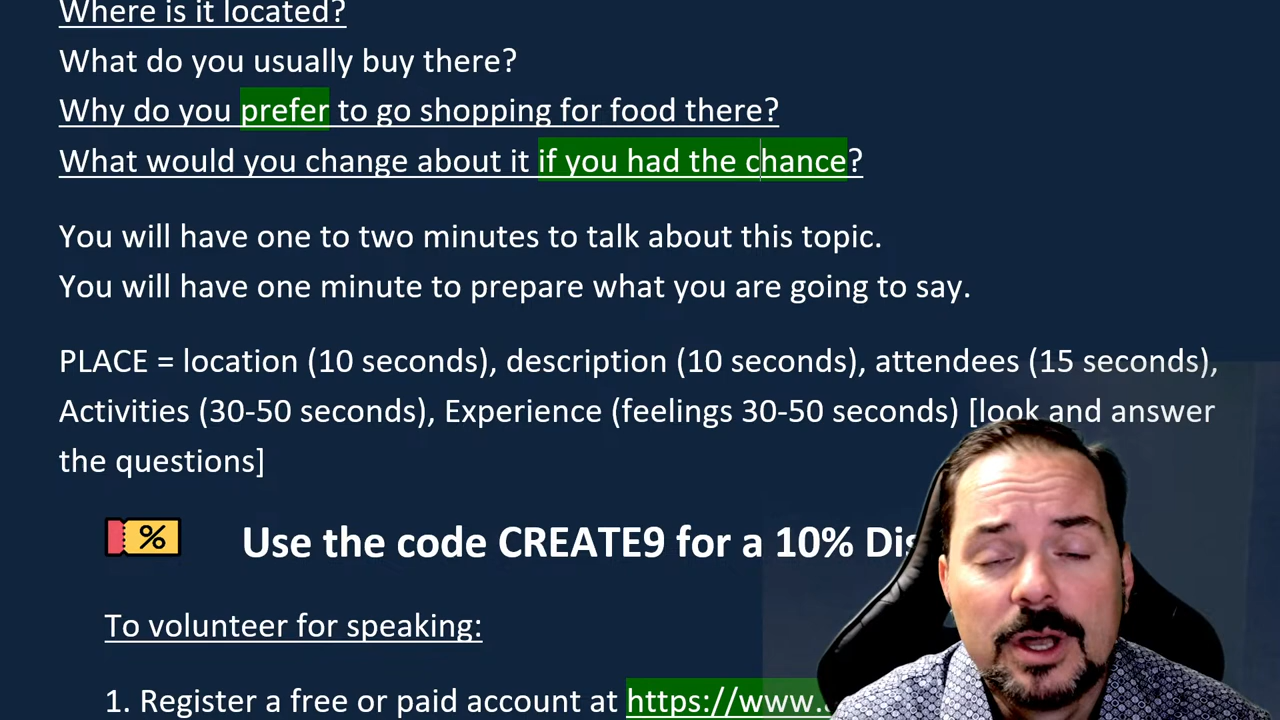 Where is it located?
What do you usually buy there?
Why do you prefer to go shopping for food there?
What would you change about it if you had the chance?
You will have one to two minutes to talk about this topic.
You will have one minute to prepare what you are going to say.
PLACE = location (10 seconds), description (10 seconds), attendees (15 seconds),
Activities (30-50 seconds), Experience (feelings 30-50 seconds) [look and answer
the questions]
%
Use the code CREATE9 for a 10%
To volunteer for speaking:
1. Register a free or paid account at https://www.